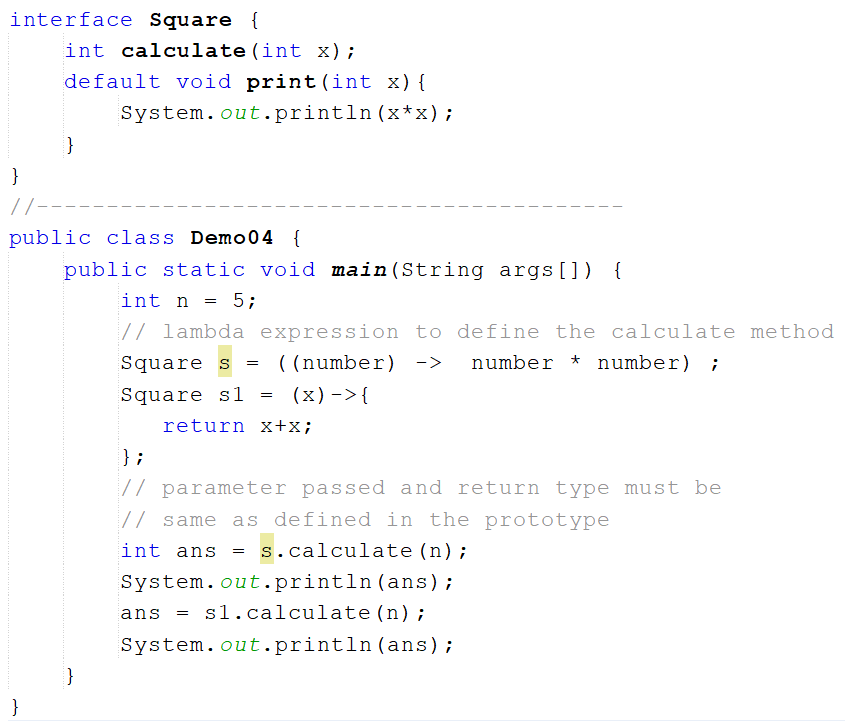 interface Square {
    int calculate(int x);
    default void print(int x){
        System.out.println(x*x);
    }
}
//------------------------------------------
public class Demo04 {
    public static void main(String args[]) {
        int n = 5;
        // lambda expression to define the calculate method
        Square s = ((number) ->  number * number) ;
        Square s1 = (x)->{
           return x+x;
        };
        // parameter passed and return type must be
        // same as defined in the prototype
        int ans = s.calculate(n);
        System.out.println(ans);
        ans = s1.calculate(n);
        System.out.println(ans);
    }
}